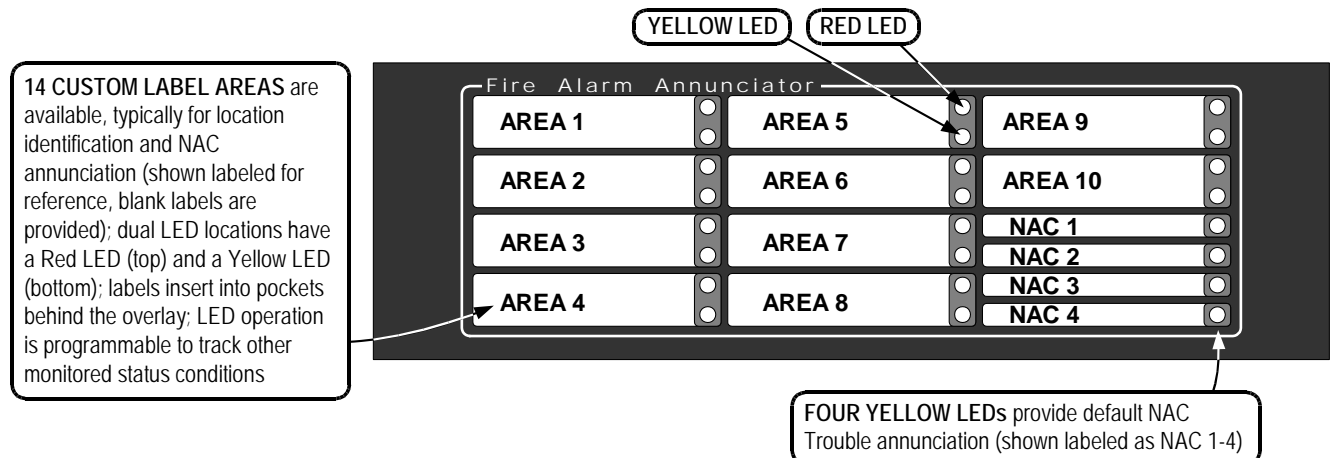 YELLOW LED
RED LED
14 CUSTOM LABEL AREAS are
available, typically for location
identification and NAC
annunciation (shown labeled for
reference, blank labels are
provided); dual LED locations have
a Red LED (top) and a Yellow LED
(bottom); labels insert into pockets
behind the overlay; LED operation
is programmable to track other
monitored status conditions
Fire Alarm Annunciator
AREA 1
AREA 2
AREA 3
AREA 4
AREA 5
AREA 6
AREA 7
AREA 8
AREA 9
AREA 10
NAC 1
NAC 2
NAC 3
NAC 4
FOUR YELLOW LEDs provide default NAC
Trouble annunciation (shown labeled as NAC 1-4)